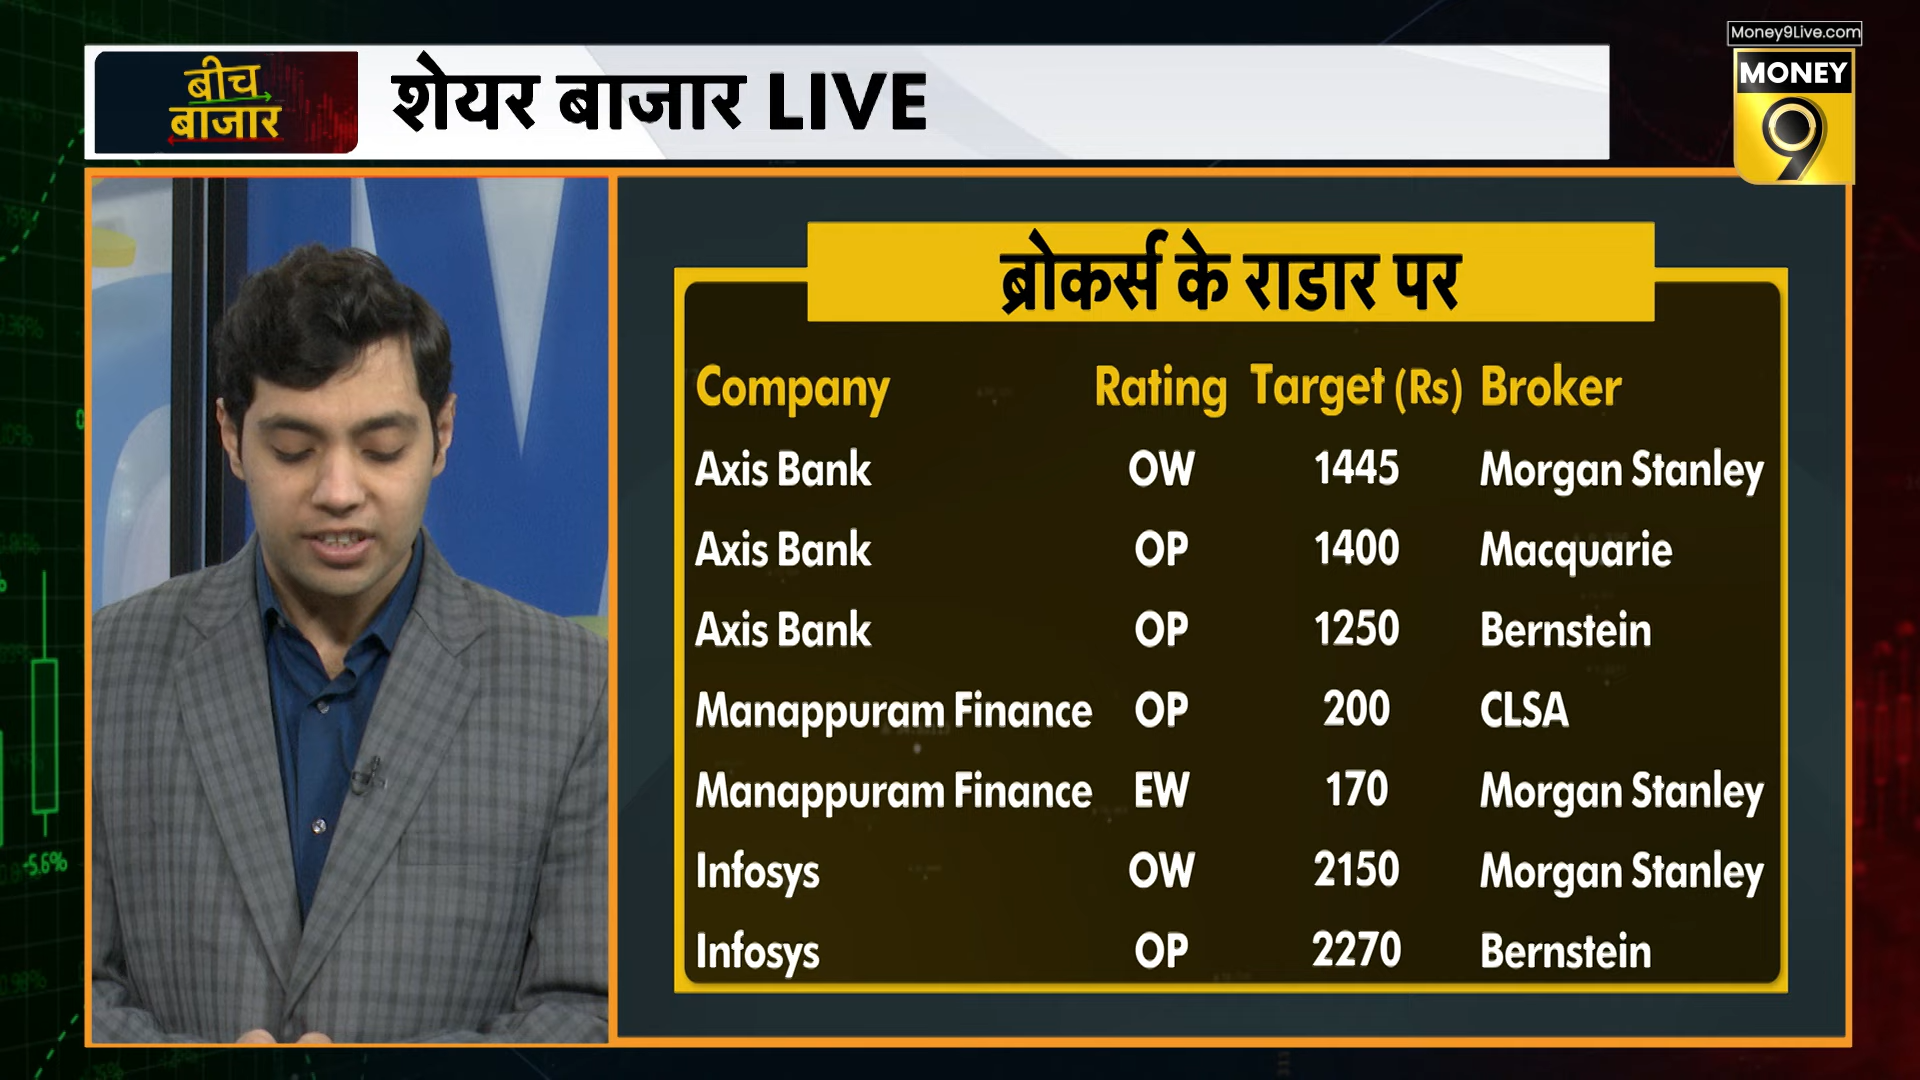 Money9Live.com
MONEY
9
बीच
बाजार
शेयर बाजार LIVE
ब्रोकर्स के राडार पर
Company Rating Target (Rs) Broker
Axis Bank OW 1445 Morgan Stanley
Axis Bank OP 1400 Macquarie
Axis Bank OP 1250 Bernstein
Manappuram Finance OP 200 CLSA
Manappuram Finance EW 170 Morgan Stanley
Infosys OW 2150 Morgan Stanley
Infosys OP 2270 Bernstein
-5.6%